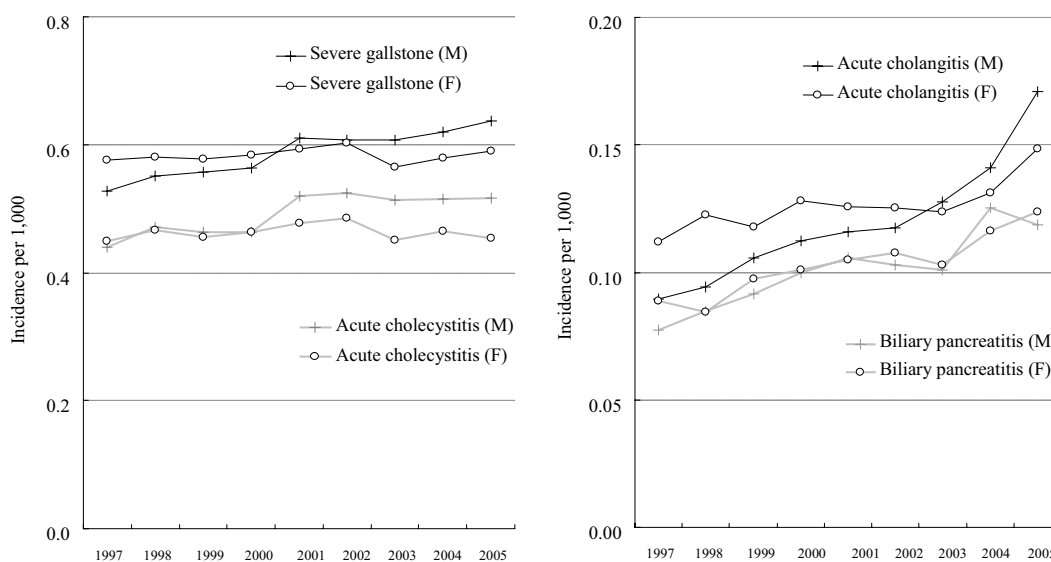 0.8
0.6
0.4
0.2
0.0
Incidence per 1,000
Severe gallstone (M)
Severe gallstone (F)
Acute cholecystitis (M)
Acute cholecystitis (F)
1997 1998 1999 2000 2001 2002 2003 2004 2005
0.20
0.15
0.10
0.05
0.00
Incidence per 1,000
Acute cholangitis (M)
Acute cholangitis (F)
Biliary pancreatitis (M
Biliary pancreatitis (F)
1997 1998 1999 2000 2001 2002 2003 2004 2005